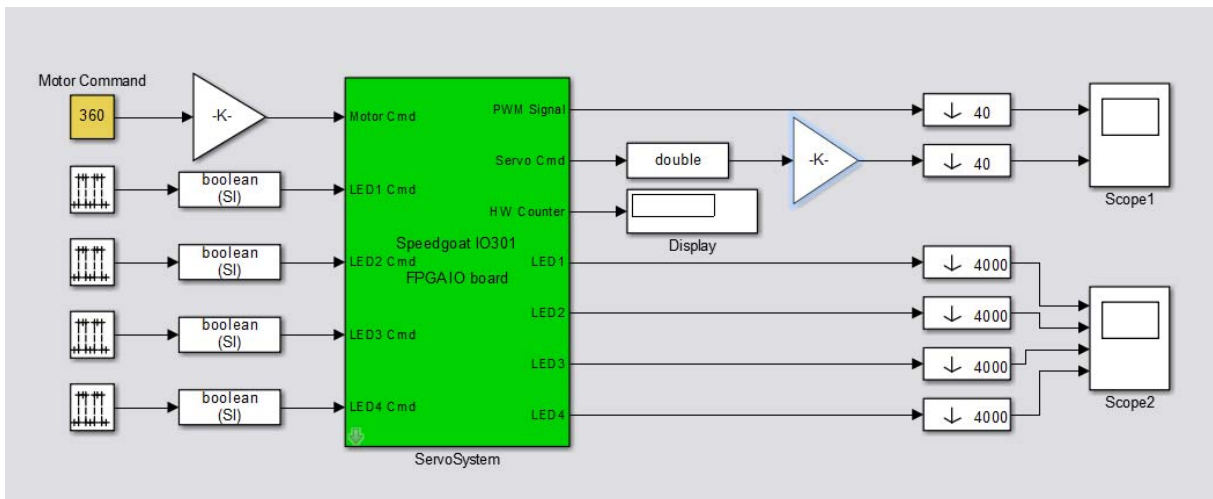 Motor Command
360
-K-
boolean
(SI)
boolean
(SI)
boolean
(SI)
boolean
(SI)
Motor Cmd
LED1 Cmd
LED2 Cmd
LED3 Cmd
LED4 Cmd
Speedgoat IO301
FPGAIO board
PWM Signal
Servo Cmd
HW Counter
LED1
LED2
LED3
LED4
ServoSystem
double
-K-
Display
40
40
4000
4000
4000
4000
Scope1
Scope2